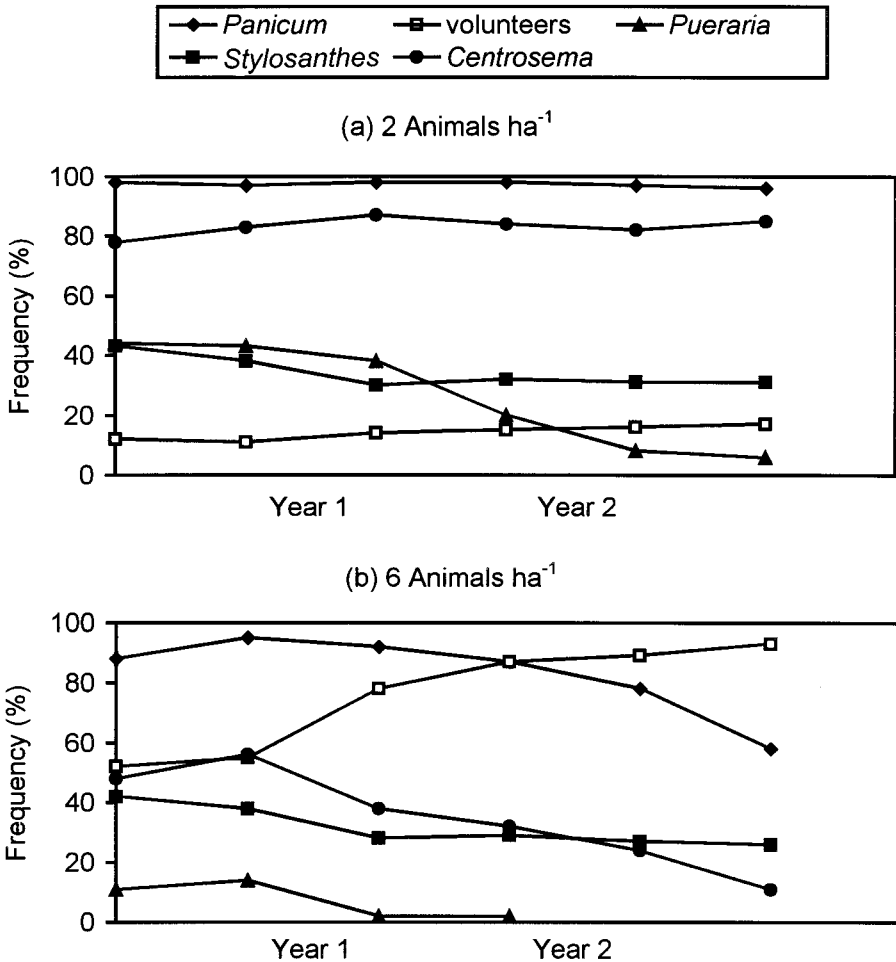 Panicum volunteers Pueraria
Stylosanthes Centrosema
(a) 2 Animals ha⁻¹
100
80
60
40
20
0
Frequency (%)
Year 1 Year 2
(b) 6 Animals ha⁻¹
100
80
60
40
20
0
Frequency (%)
Year 1 Year 2